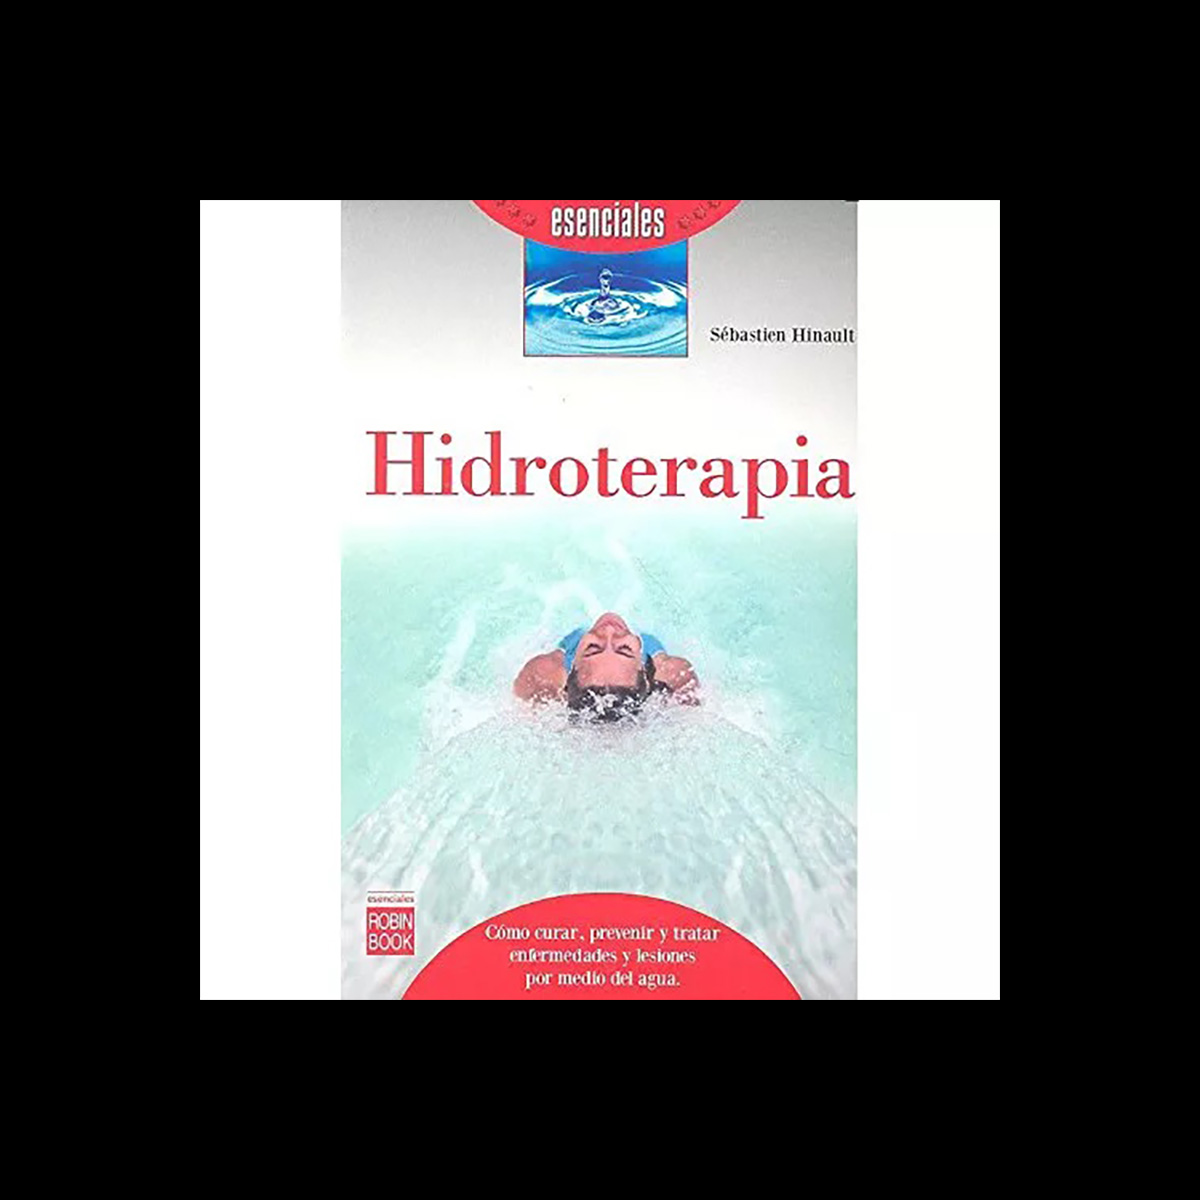 esenciales
Sébastien Hinault
Hidroterapia
esenciales
ROBIN
BOOK
Cómo curar, prevenir y tratar
enfermedades y lesiones
por medio del agua.